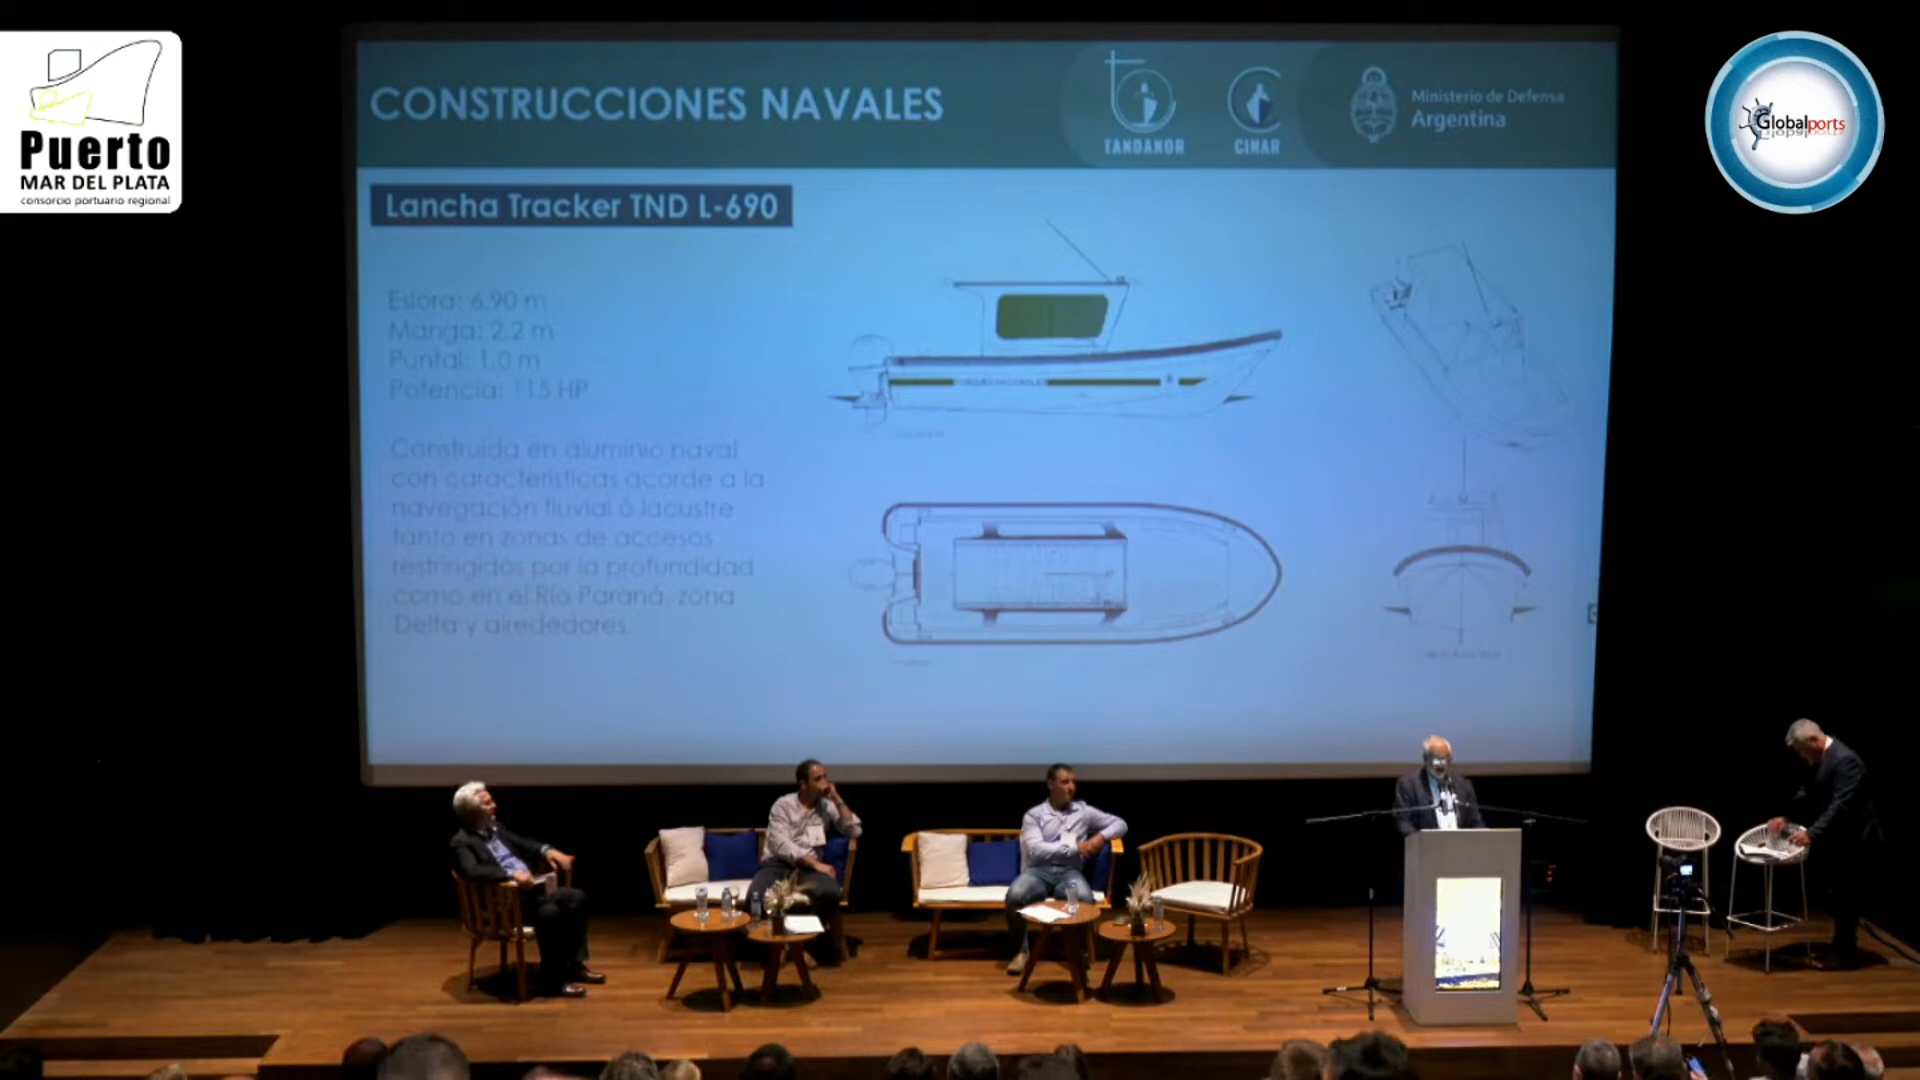 Puerto
MAR DEL PLATA
consorcio portuario regional
CONSTRUCCIONES NAVALES
TANDANOR
CINAR
Ministerio de Defensa
Argentina
Globalports
Lancha Tracker TND L-690
Eslora: 6.90 m
Manga: 2.2 m
Puntal: 1.0 m
Potencia: 115 HP
Construida en aluminio naval
con características acorde a la
navegación fluvial ó lacustre
tanto en zonas de accesos
restringidos por la profundidad
como en el Río Paraná, zona
Delta y alrededores.